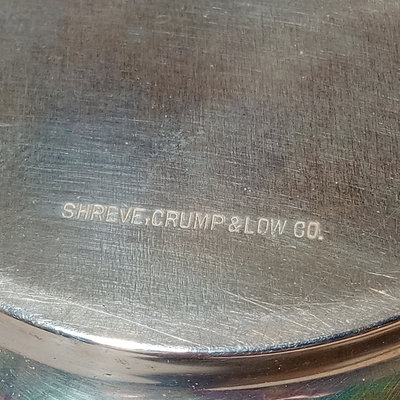 SHREVE, CRUMP & LOW CO.